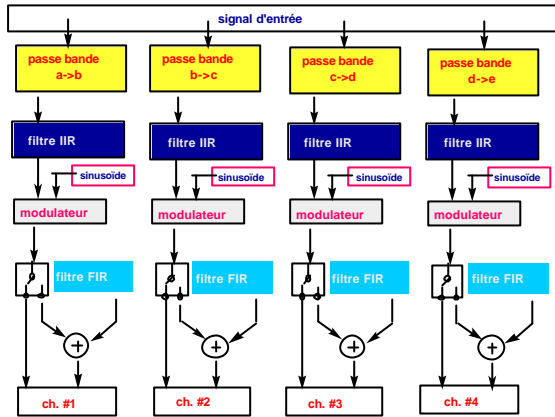 signal d'entrée
passe bande
a->b
passe bande
b->c
passe bande
c->d
passe bande
d->e
filtre IIR
filtre IIR
filtre IIR
filtre IIR
sinusoïde
sinusoïde
sinusoïde
sinusoïde
modulateur
modulateur
modulateur
modulateur
filtre FIR
filtre FIR
filtre FIR
filtre FIR
+
+
+
+
ch. #1
ch. #2
ch. #3
ch. #4